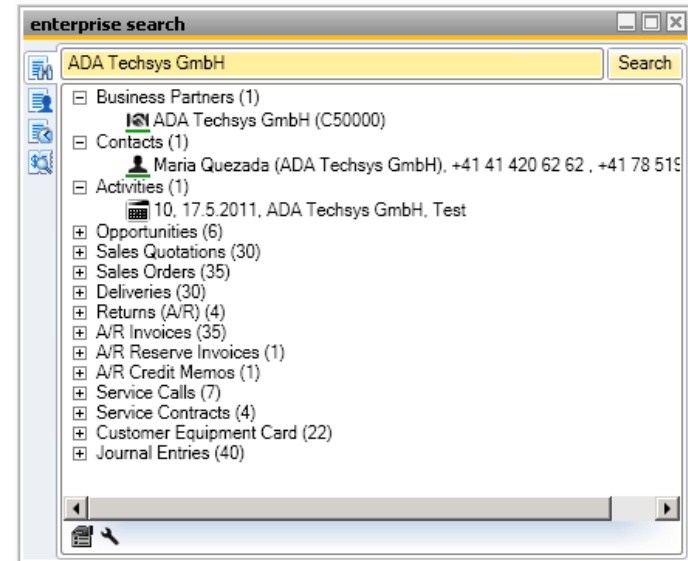 enterprise search
ADA Techsys GmbH
Search
Business Partners (1)
ADA Techsys GmbH (C50000)
Contacts (1)
Maria Quezada (ADA Techsys GmbH), +41 41 420 62 62 , +41 78 519
Activities (1)
10, 17.5.2011, ADA Techsys GmbH, Test
Opportunities (6)
Sales Quotations (30)
Sales Orders (35)
Deliveries (30)
Returns (A/R) (4)
A/R Invoices (35)
A/R Reserve Invoices (1)
A/R Credit Memos (1)
Service Calls (7)
Service Contracts (4)
Customer Equipment Card (22)
Journal Entries (40)